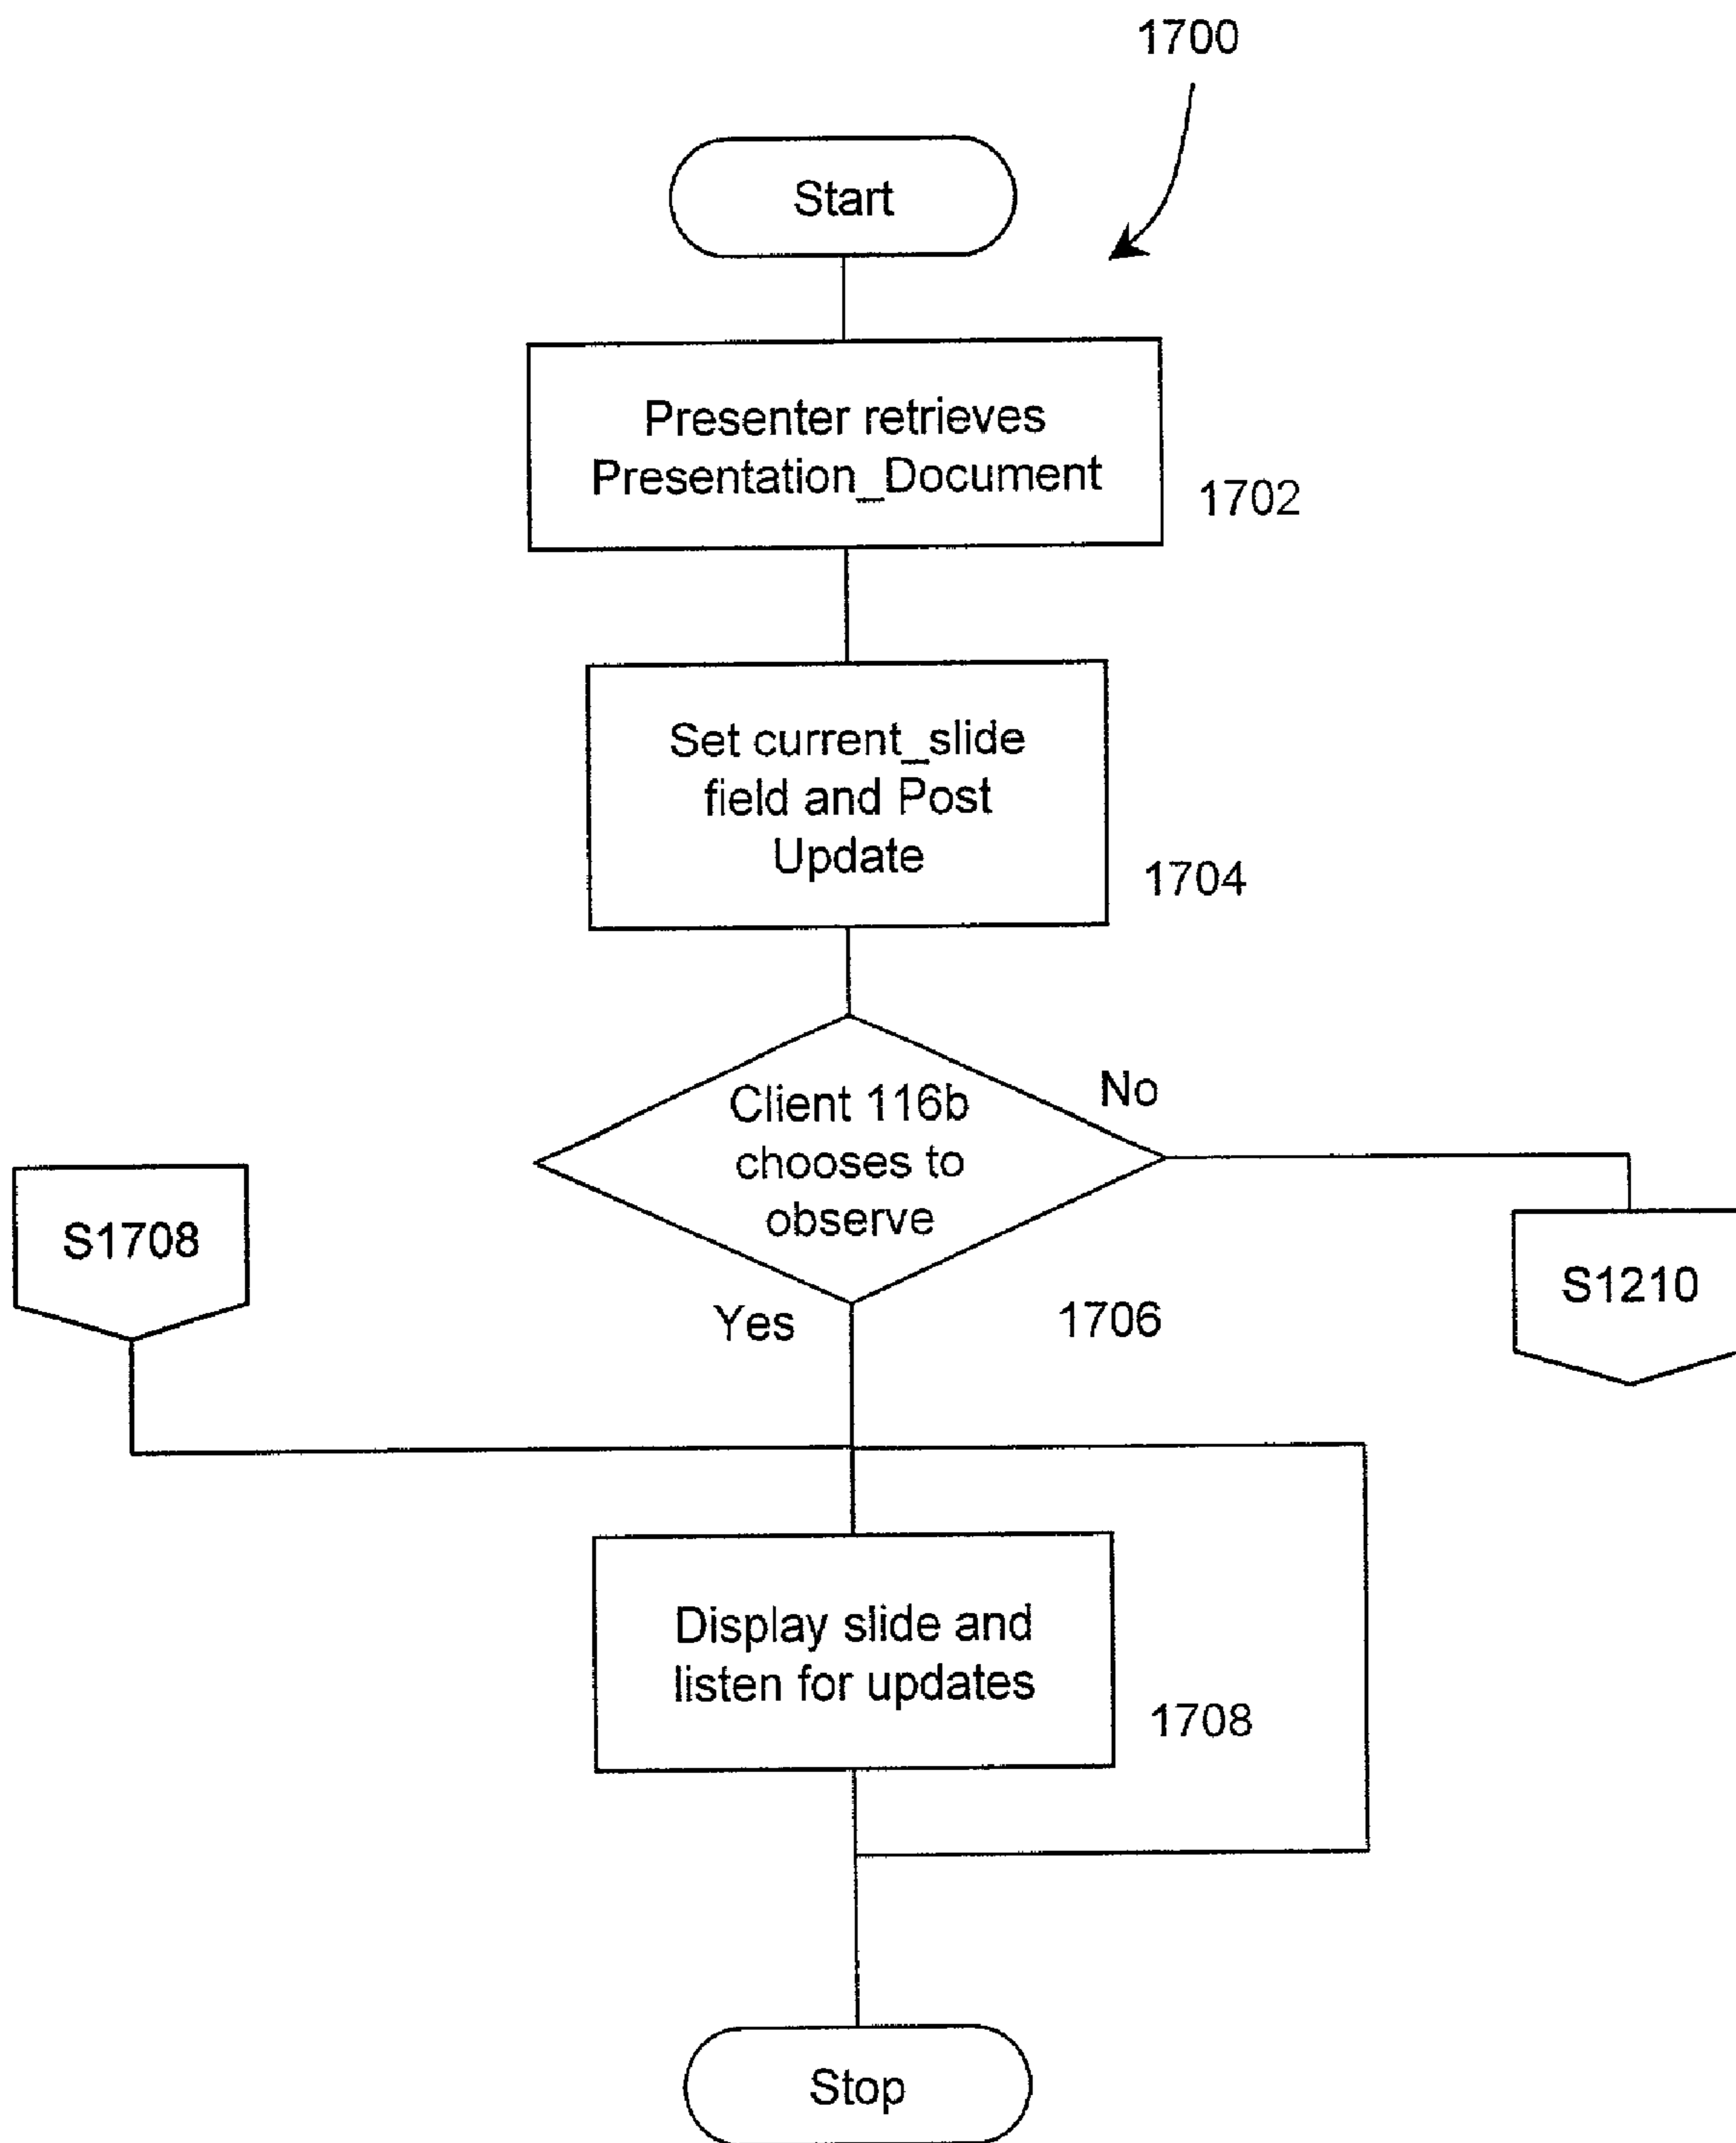 1700
Start
Presenter retrieves
Presentation_Document
1702
Set current_slide
field and Post
Update
1704
Client 116b
chooses to
observe
No
S1708
S1210
Yes
1706
Display slide and
listen for updates
1708
Stop